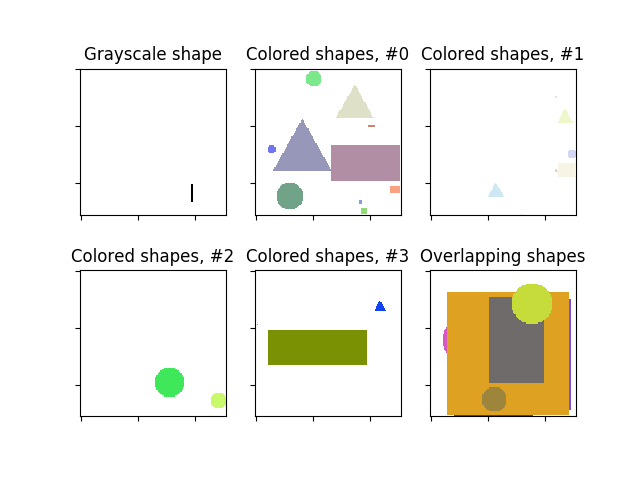 Grayscale shape
Colored shapes, #0
Colored shapes, #1
Colored shapes, #2
Colored shapes, #3
Overlapping shapes